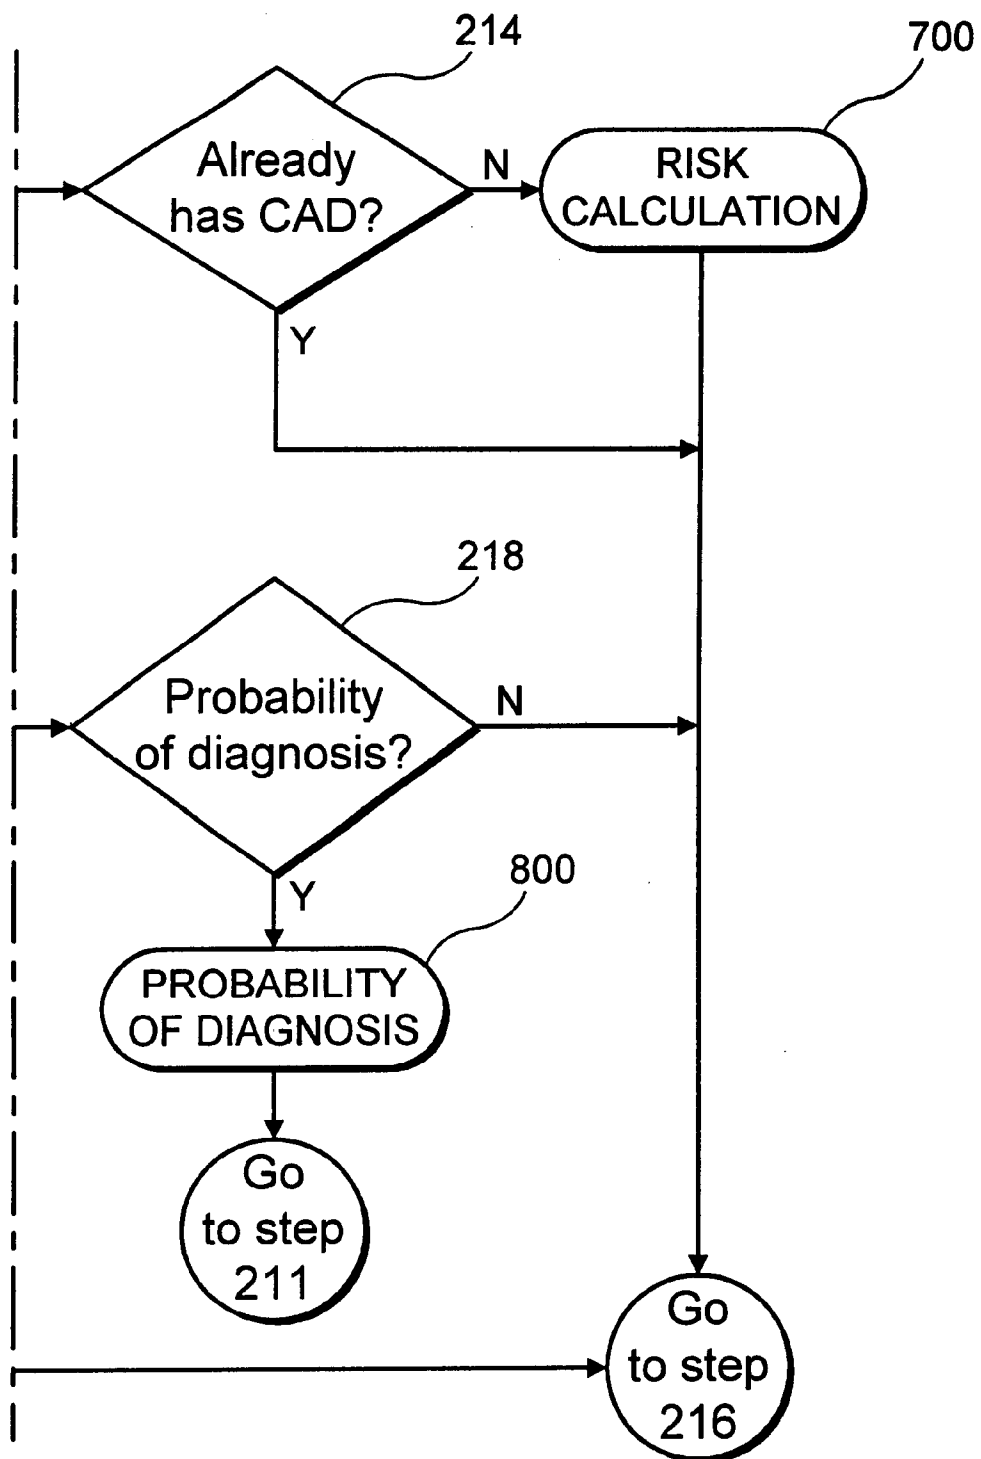 214
700
Already
has CAD?
N
RISK
CALCULATION
Y
218
Probability
of diagnosis?
N
Y
800
PROBABILITY
OF DIAGNOSIS
Go
to step
211
Go
to step
216